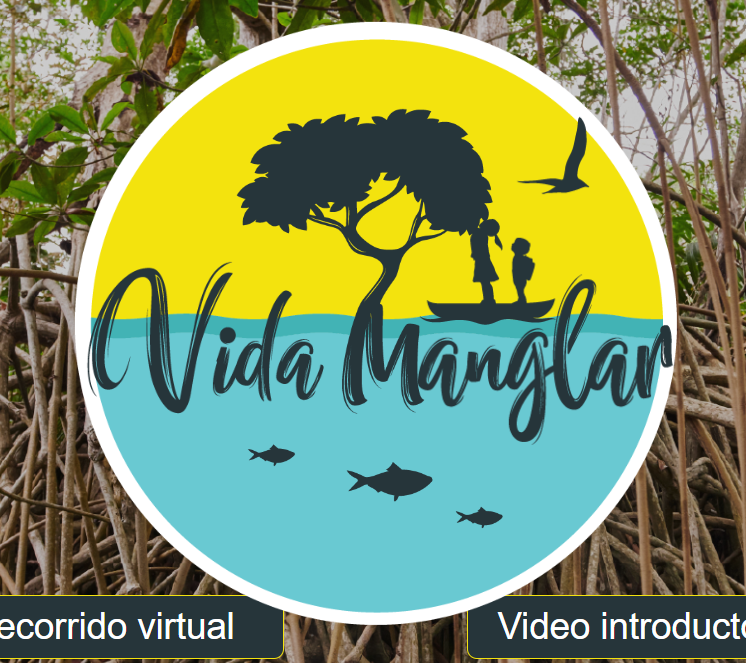 Vida Manglar
ecorrido virtual
Video introducto